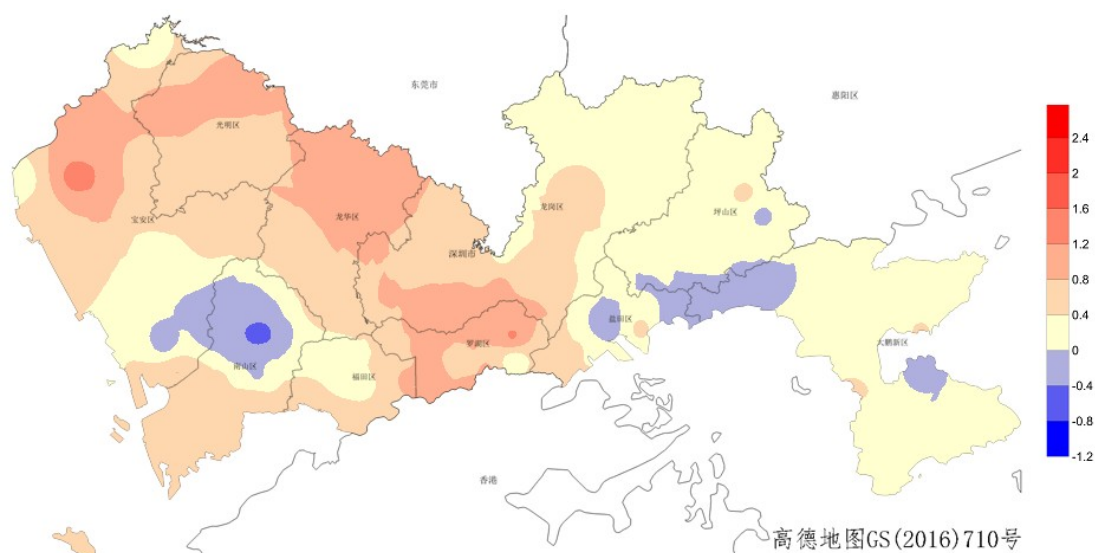 东莞市
惠阳区
光明区
宝安区
龙华区
龙岗区
坪山区
深圳市
盐田区
罗湖区
南山区
福田区
大鹏新区
香港
2.4
2
1.6
1.2
0.8
0.4
0
-0.4
-0.8
-1.2
高德地图GS(2016)710号